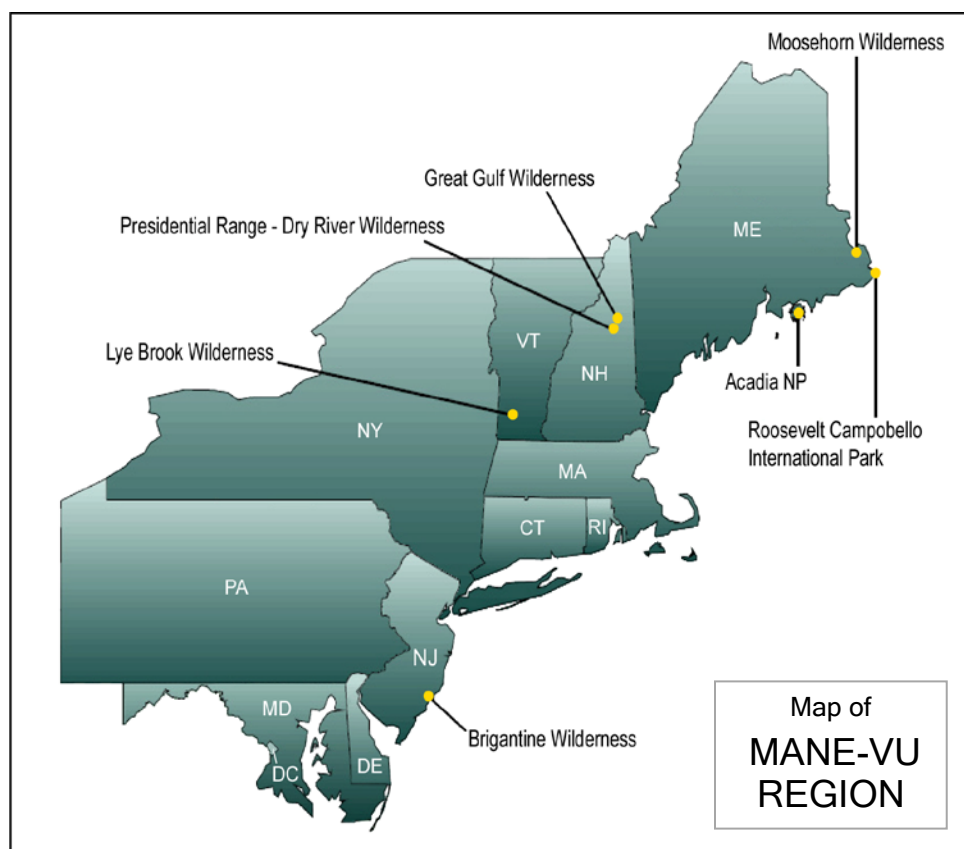 Moosehorn Wilderness
Great Gulf Wilderness
Presidential Range - Dry River Wilderness
ME
Lye Brook Wilderness
VT
NH
Acadia NP
NY
Roosevelt Campobello
International Park
MA
CT
RI
PA
NJ
MD
Brigantine Wilderness
DC
DE
Map of
MANE-VU
REGION